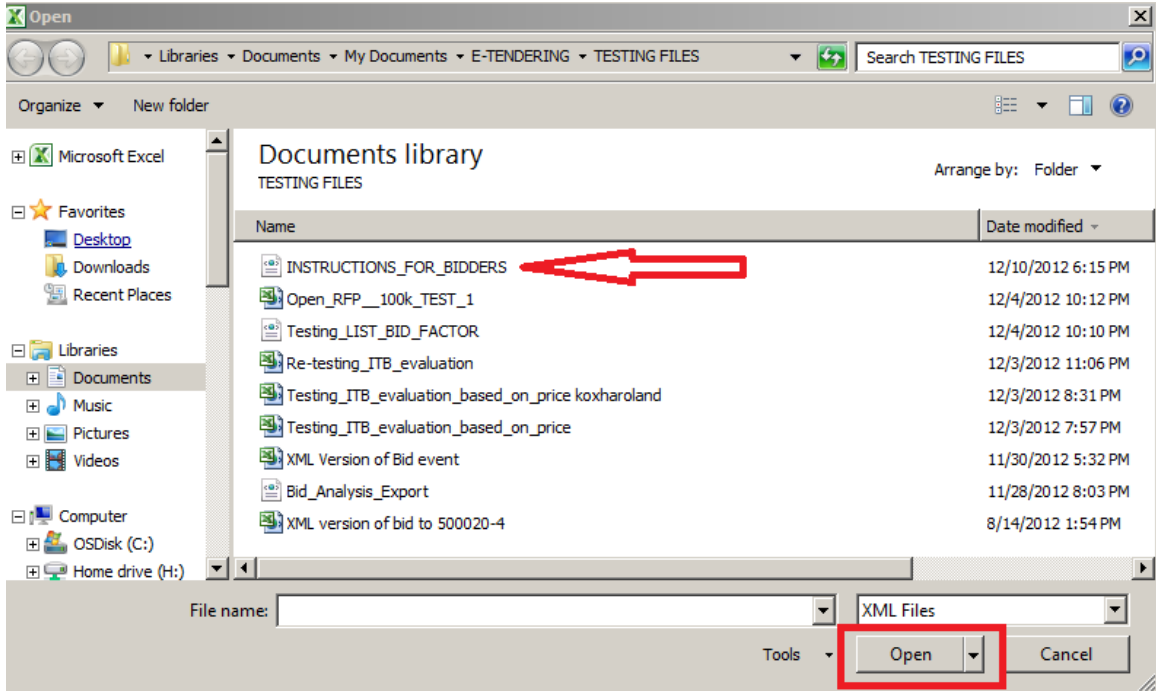 Open
Libraries Documents My Documents E-TENDERING TESTING FILES
Search TESTING FILES
Organize New folder
Microsoft Excel
Favorites
Desktop
Downloads
Recent Places
Libraries
Documents
Music
Pictures
Videos
Computer
OSDisk (C:)
Home drive (H:)
Documents library
TESTING FILES
Arrange by: Folder
Name Date modified
INSTRUCTIONS_FOR_BIDDERS 12/10/2012 6:15 PM
Open_RFP__100k_TEST_1 12/4/2012 10:12 PM
Testing_LIST_BID_FACTOR 12/4/2012 10:10 PM
Re-testing_ITB_evaluation 12/3/2012 11:06 PM
Testing_ITB_evaluation_based_on_price koxharoland 12/3/2012 8:31 PM
Testing_ITB_evaluation_based_on_price 12/3/2012 7:57 PM
XML Version of Bid event 11/30/2012 5:32 PM
Bid_Analysis_Export 11/28/2012 8:03 PM
XML version of bid to 500020-4 8/14/2012 1:54 PM
File name: XML Files
Tools Open Cancel